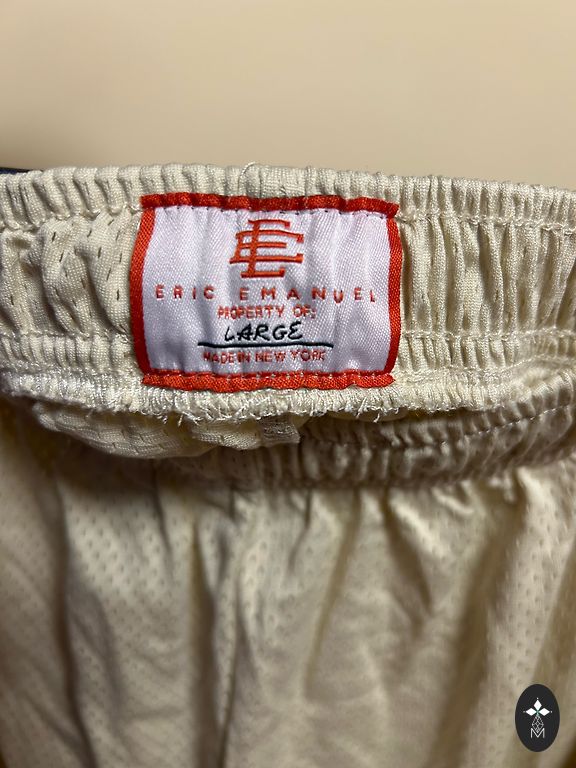 EE
ERIC EMANUEL
PROPERTY OF:
LARGE
MADE IN NEW YORK
M